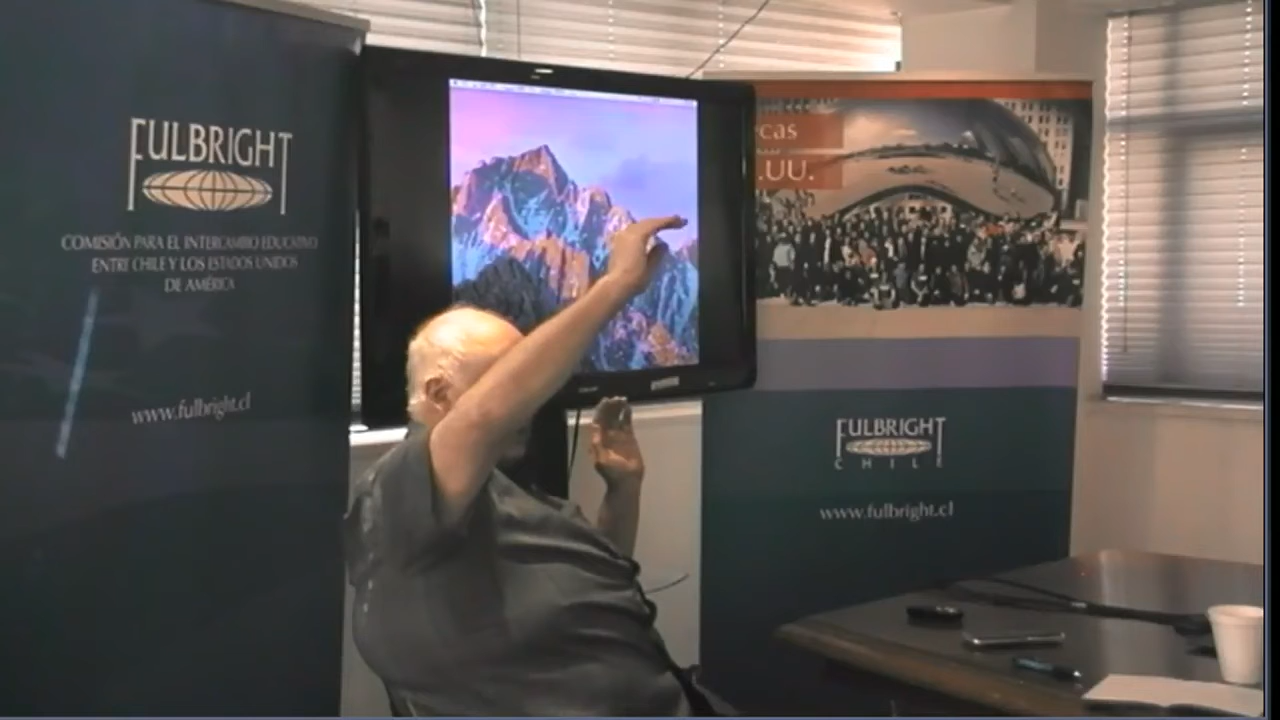 FULBRIGHT
COMISIÓN PARA EL INTERCAMBIO EDUCATIVO
ENTRE CHILE Y LOS ESTADOS UNIDOS
DE AMÉRICA
www.fulbright.cl
cas
.UU.
FULBRIGHT
CHILE
www.fulbright.cl